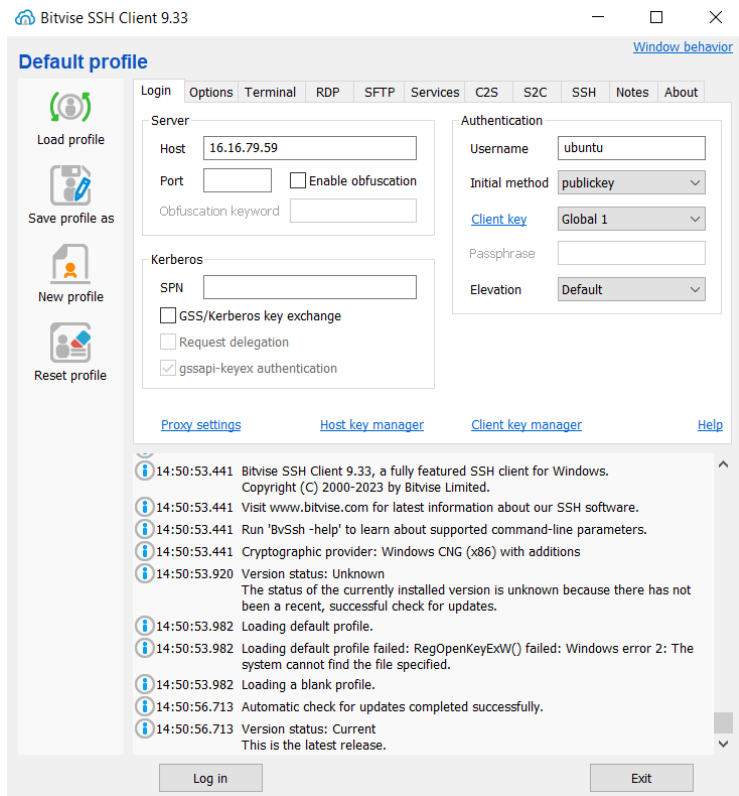 Bitvise SSH Client 9.33
Window behavior
Default profile
Load profile
Save profile as
New profile
Reset profile
Login Options Terminal RDP SFTP Services C2S S2C SSH Notes About
Server
Host 16.16.79.59
Port Enable obfuscation
Obfuscation keyword
Kerberos
SPN
GSS/Kerberos key exchange
Request delegation
gssapi-keyex authentication
Authentication
Username ubuntu
Initial method publickey
Client key Global 1
Passphrase
Elevation Default
Proxy settings Host key manager Client key manager Help
14:50:53.441 Bitvise SSH Client 9.33, a fully featured SSH client for Windows.
Copyright (C) 2000-2023 by Bitvise Limited.
14:50:53.441 Visit www.bitvise.com for latest information about our SSH software.
14:50:53.441 Run 'BvSsh -help' to learn about supported command-line parameters.
14:50:53.441 Cryptographic provider: Windows CNG (x86) with additions
14:50:53.920 Version status: Unknown
The status of the currently installed version is unknown because there has not
been a recent, successful check for updates.
14:50:53.982 Loading default profile.
14:50:53.982 Loading default profile failed: RegOpenKeyExW() failed: Windows error 2: The
system cannot find the file specified.
14:50:53.982 Loading a blank profile.
14:50:56.713 Automatic check for updates completed successfully.
14:50:56.713 Version status: Current
This is the latest release.
Log in Exit